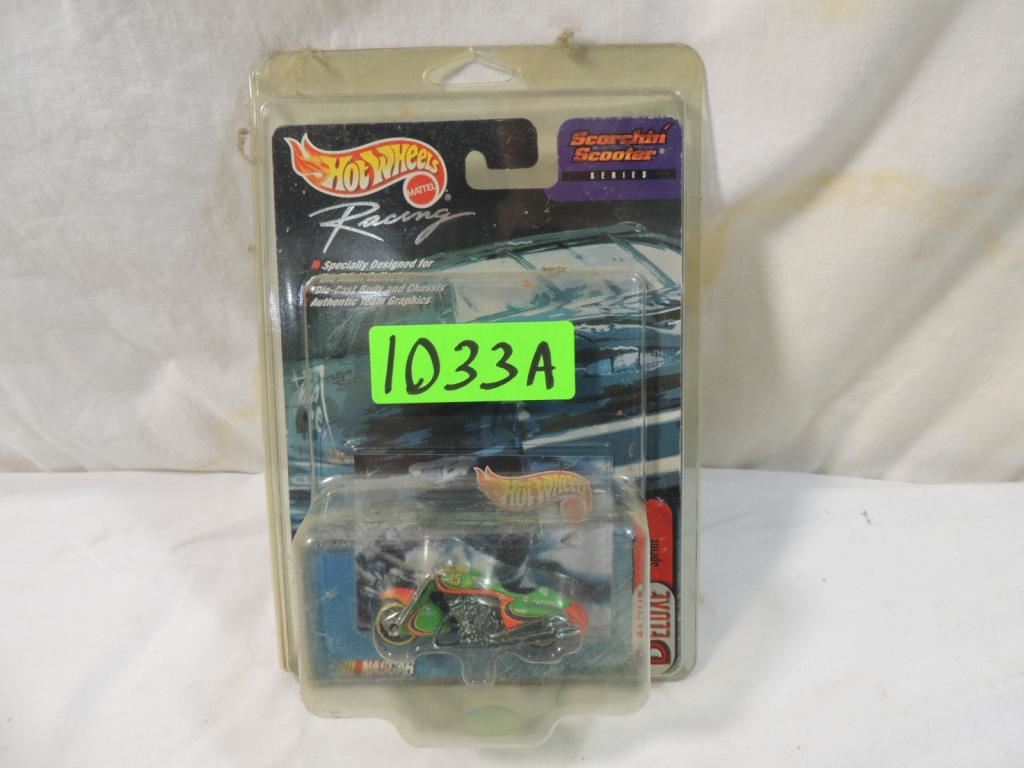 HOT WHEELS
MATTEL
Racing
Scorchin'
Scooter
SERIES
Specially Designed for
Die-Cast Body and Chassis
Authentic Team Graphics
1033A
HOT WHEELS
45
NASCAR
DELUXE